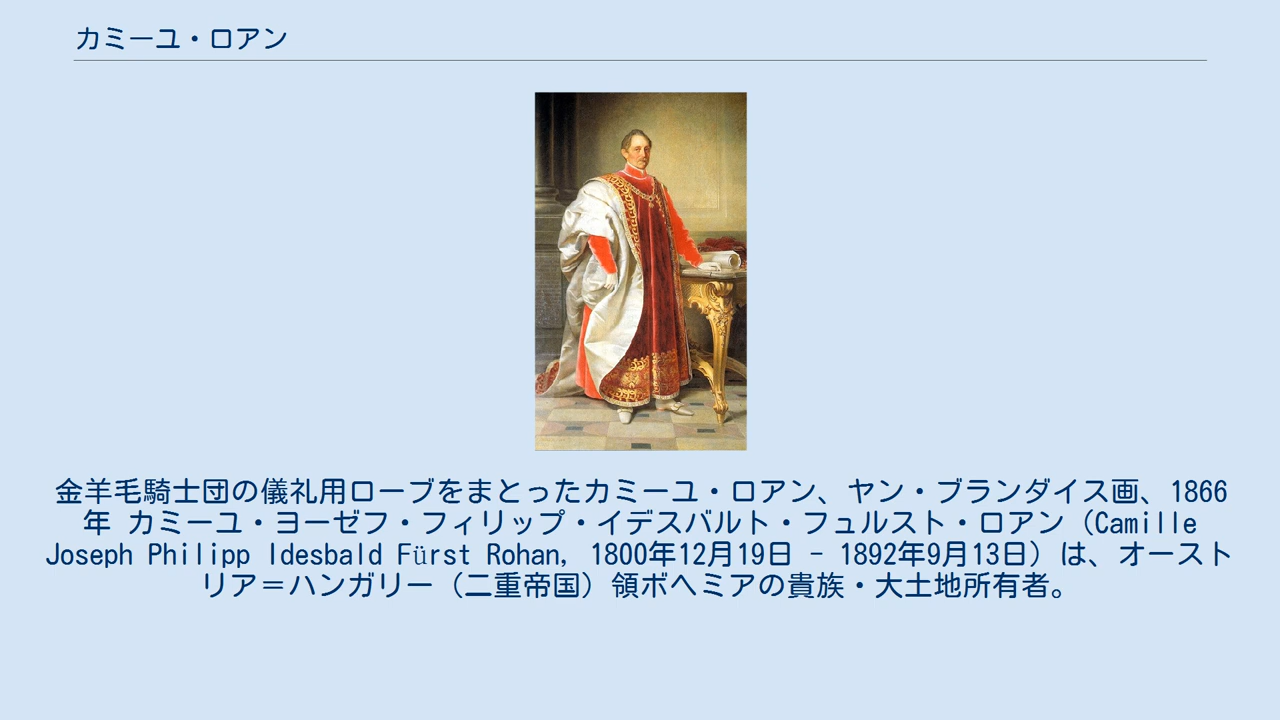 カミーユ・ロアン
金羊毛騎士団の儀礼用ローブをまとったカミーユ・ロアン、ヤン・ブランダイス画、1866
年 カミーユ・ヨーゼフ・フィリップ・イデスバルト・フュルスト・ロアン（Camille
Joseph Philipp Idesbald Fürst Rohan, 1800年12月19日 - 1892年9月13日）は、オースト
リア＝ハンガリー（二重帝国）領ボヘミアの貴族・大土地所有者。